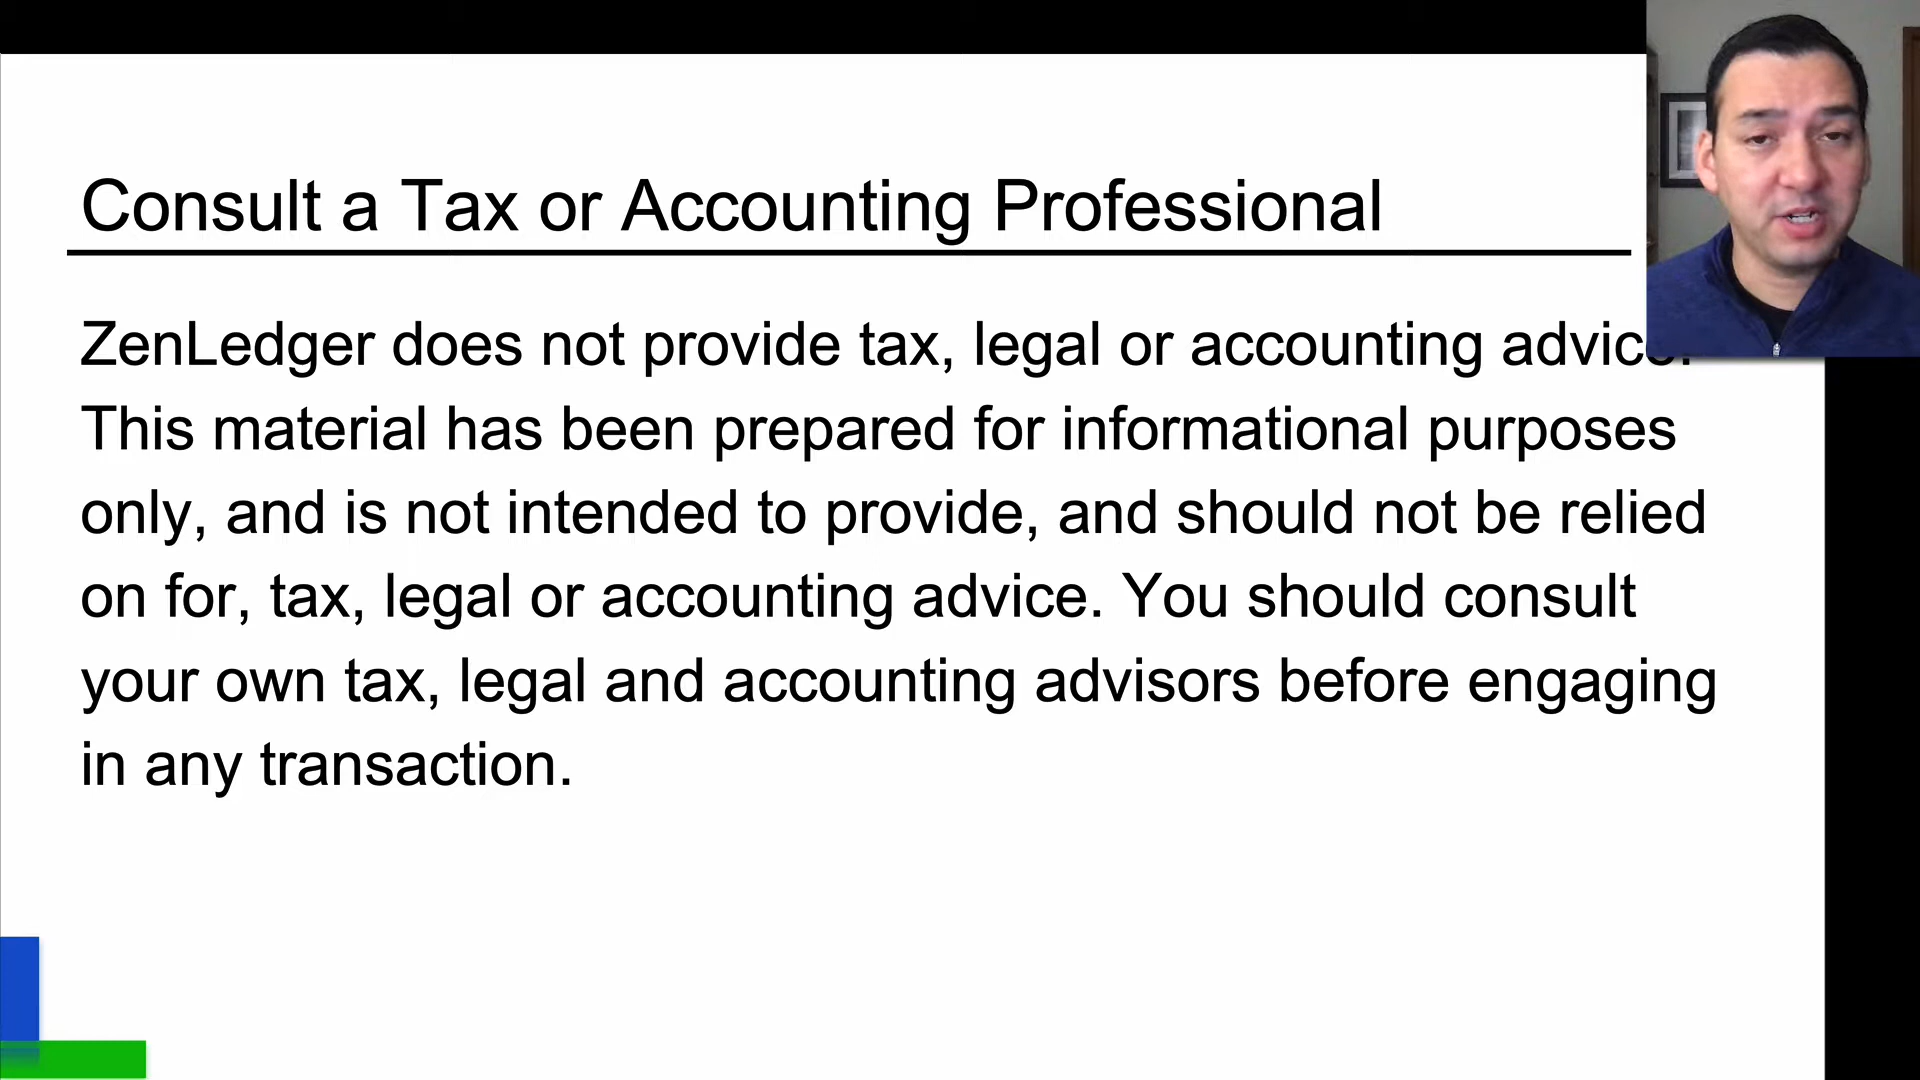 Consult a Tax or Accounting Professional
ZenLedger does not provide tax, legal or accounting advice.
This material has been prepared for informational purposes
only, and is not intended to provide, and should not be relied
on for, tax, legal or accounting advice. You should consult
your own tax, legal and accounting advisors before engaging
in any transaction.